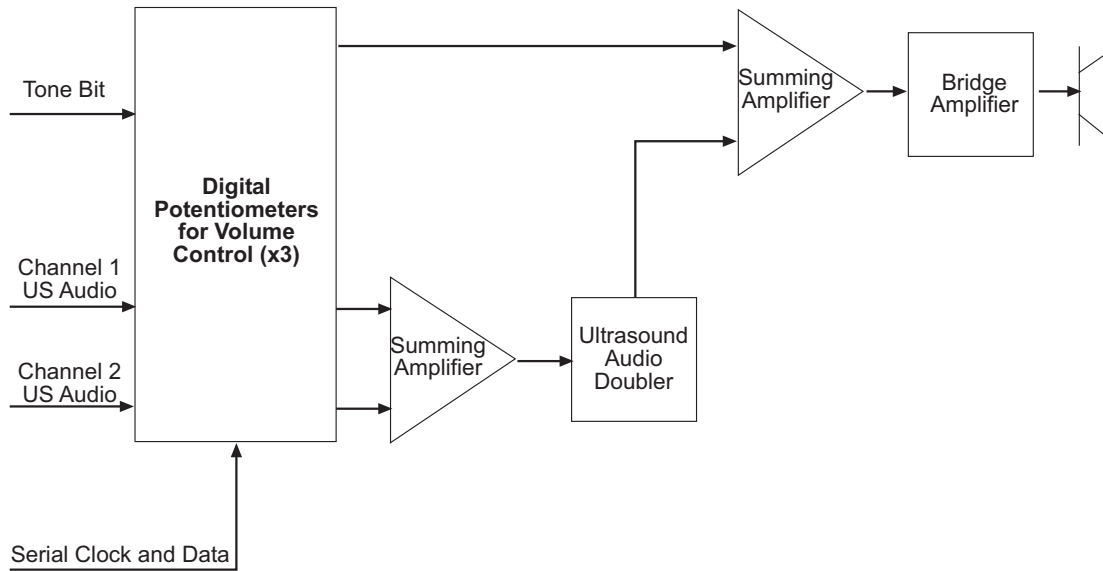 Tone Bit
Channel 1
US Audio
Channel 2
US Audio
Serial Clock and Data
Digital
Potentiometers
for Volume
Control (x3)
Summing
Amplifier
Ultrasound
Audio
Doubler
Summing
Amplifier
Bridge
Amplifier